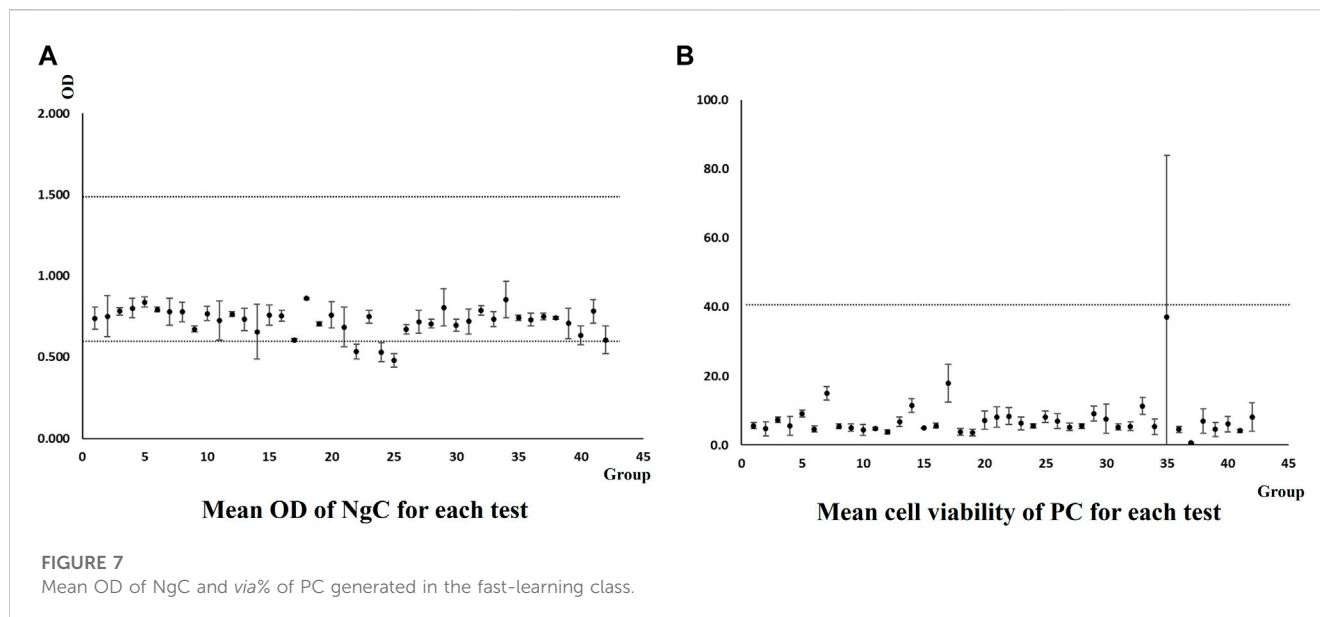 A
OD
2.000
1.500
1.000
0.500
0.000
0 5 10 15 20 25 30 35 40 45
Group
Mean OD of NgC for each test
B
100.0
80.0
60.0
40.0
20.0
0.0
0 5 10 15 20 25 30 35 40 45
Group
Mean cell viability of PC for each test
FIGURE 7
Mean OD of NgC and via% of PC generated in the fast-learning class.